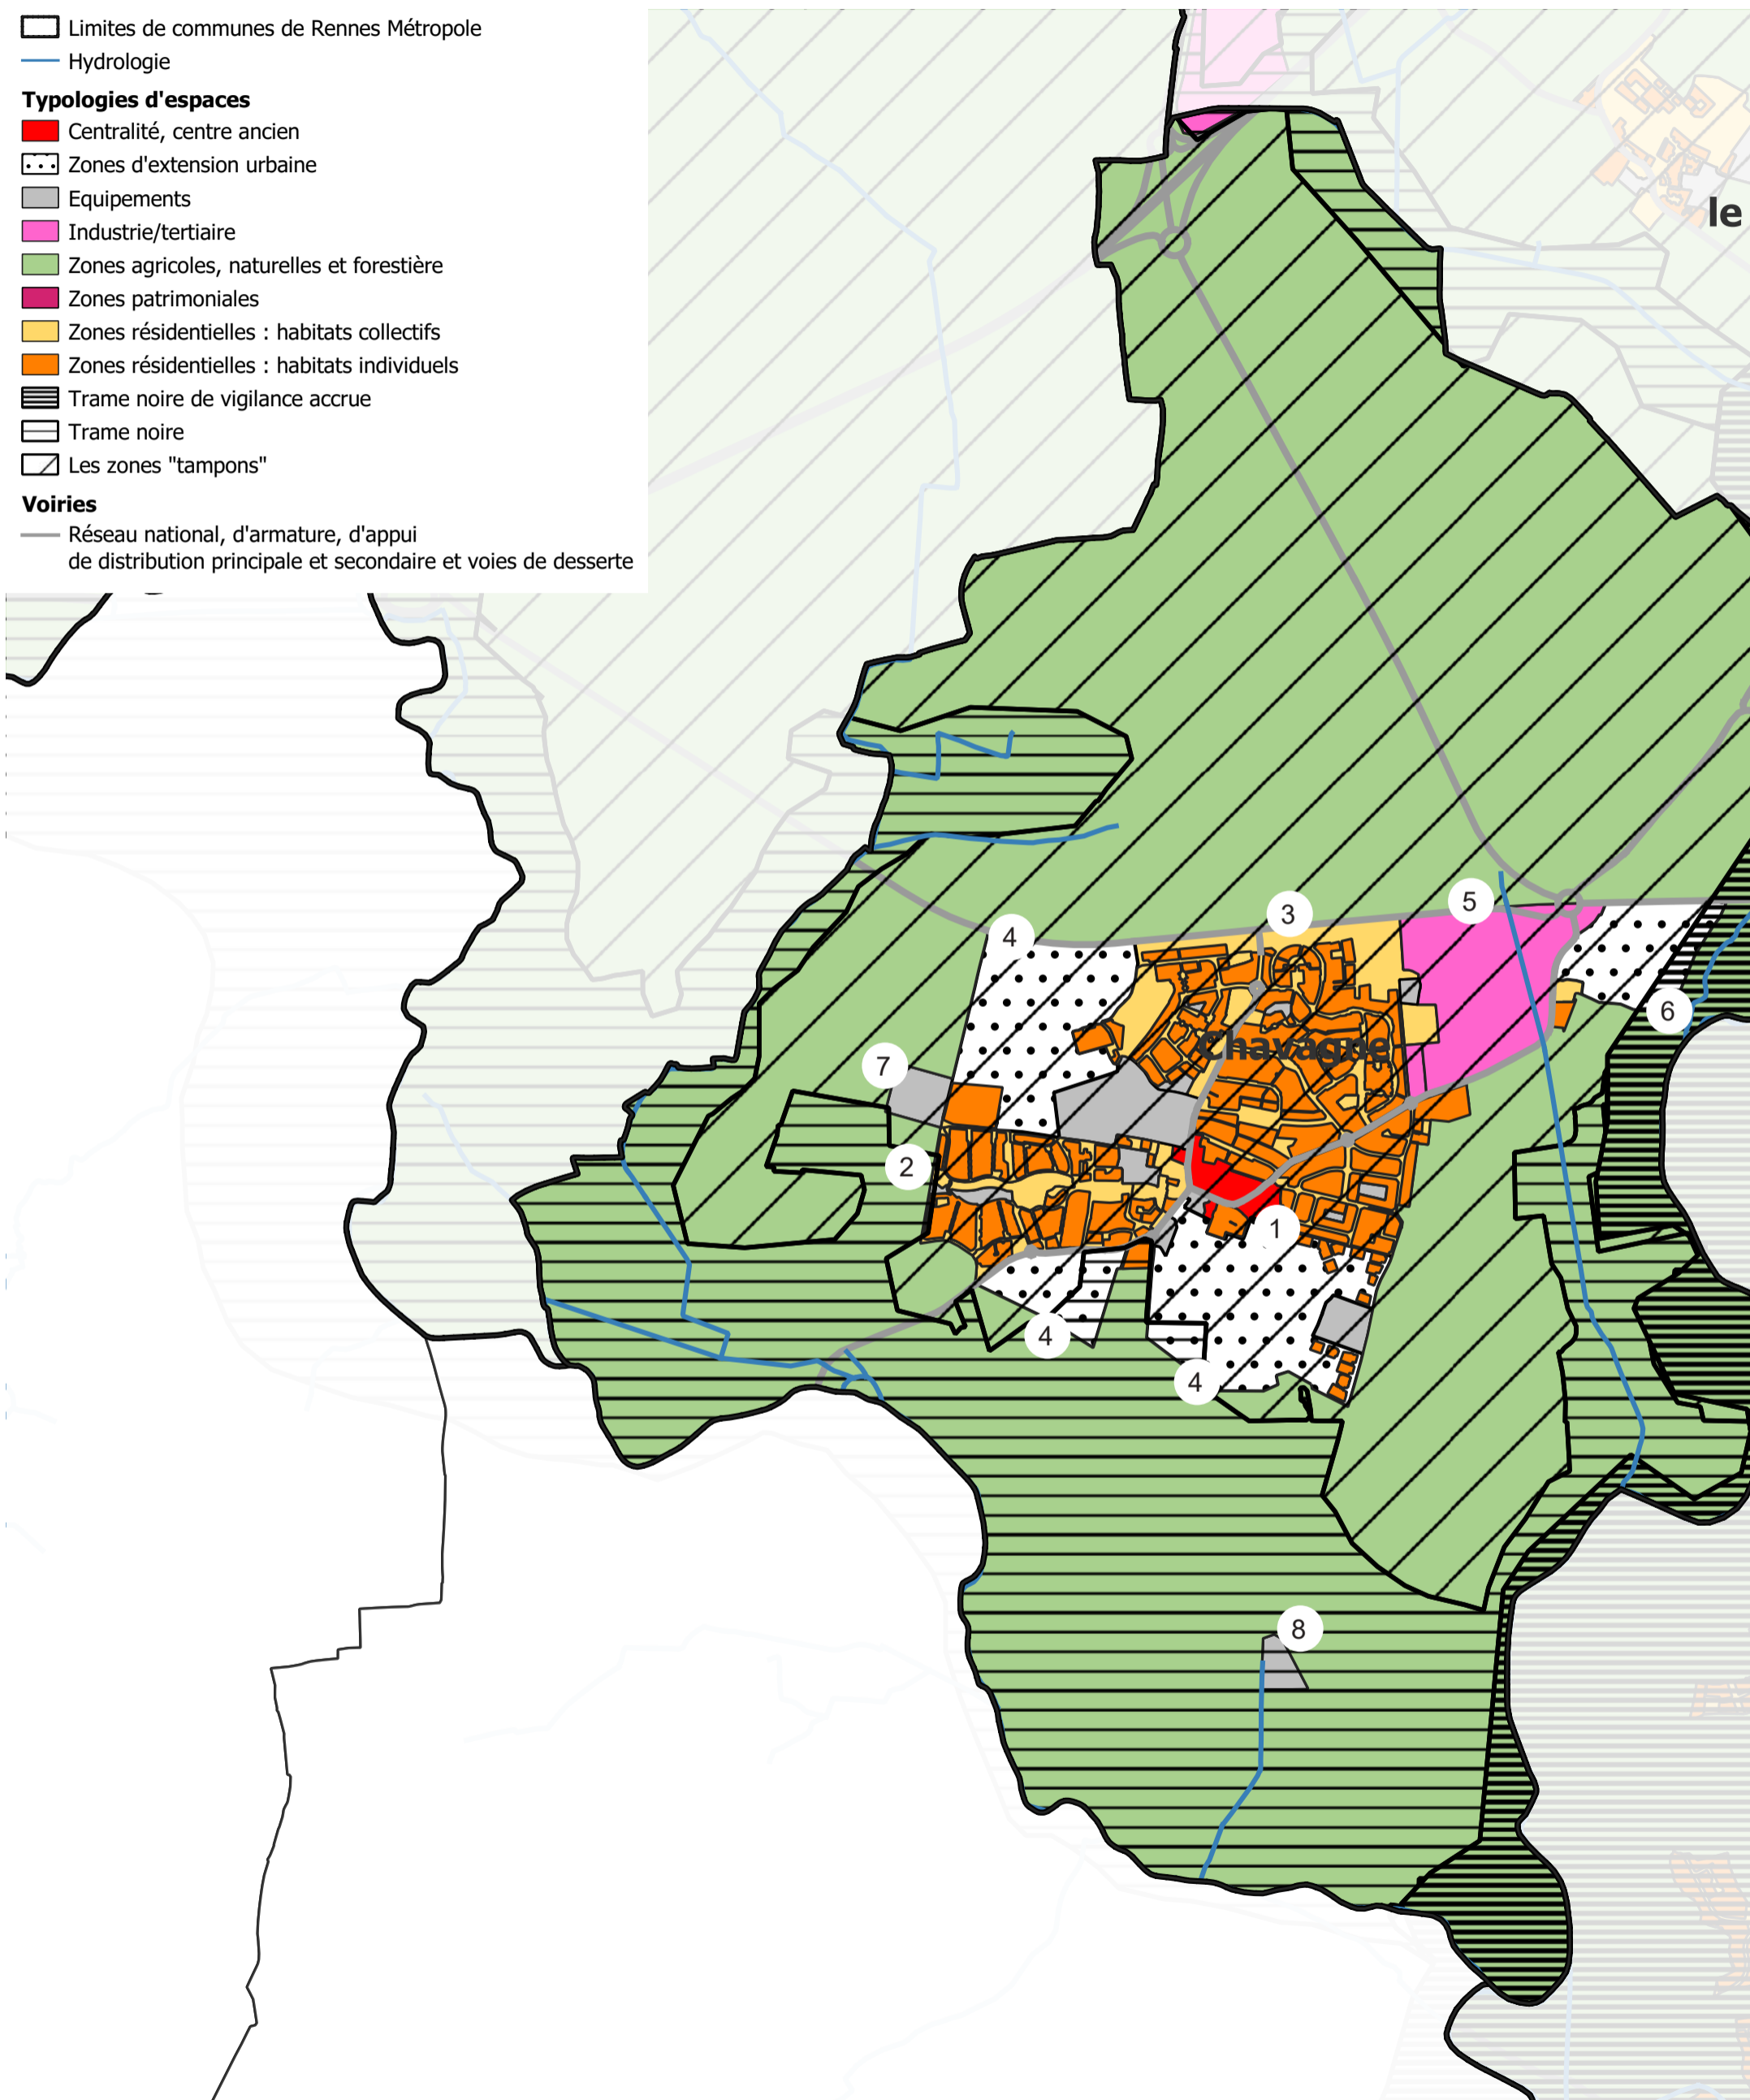 Limites de communes de Rennes Métropole
Hydrologie
Typologies d'espaces
Centralité, centre ancien
Zones d'extension urbaine
Equipements
Industrie/tertiaire
Zones agricoles, naturelles et forestière
Zones patrimoniales
Zones résidentielles : habitats collectifs
Zones résidentielles : habitats individuels
Trame noire de vigilance accrue
Trame noire
Les zones "tampons"
Voiries
Réseau national, d'armature, d'appui
de distribution principale et secondaire et voies de desserte
le
5
3
4
6
Chavagne
7
2
1
4
4
8